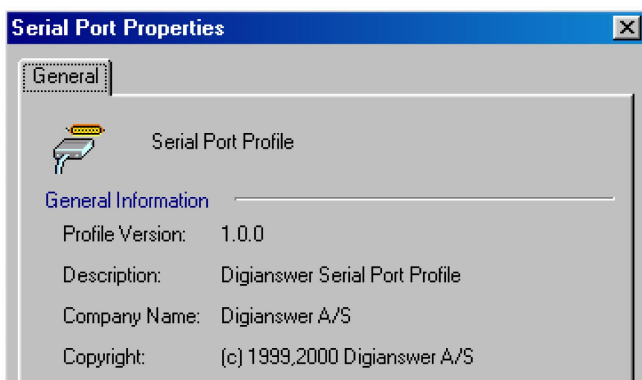 Serial Port Properties
General
Serial Port Profile
General Information
Profile Version: 1.0.0
Description: Digianswer Serial Port Profile
Company Name: Digianswer A/S
Copyright: (c) 1999,2000 Digianswer A/S